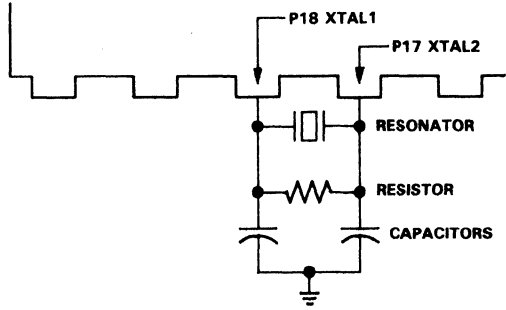 P18 XTAL1
P17 XTAL2
RESONATOR
RESISTOR
CAPACITORS